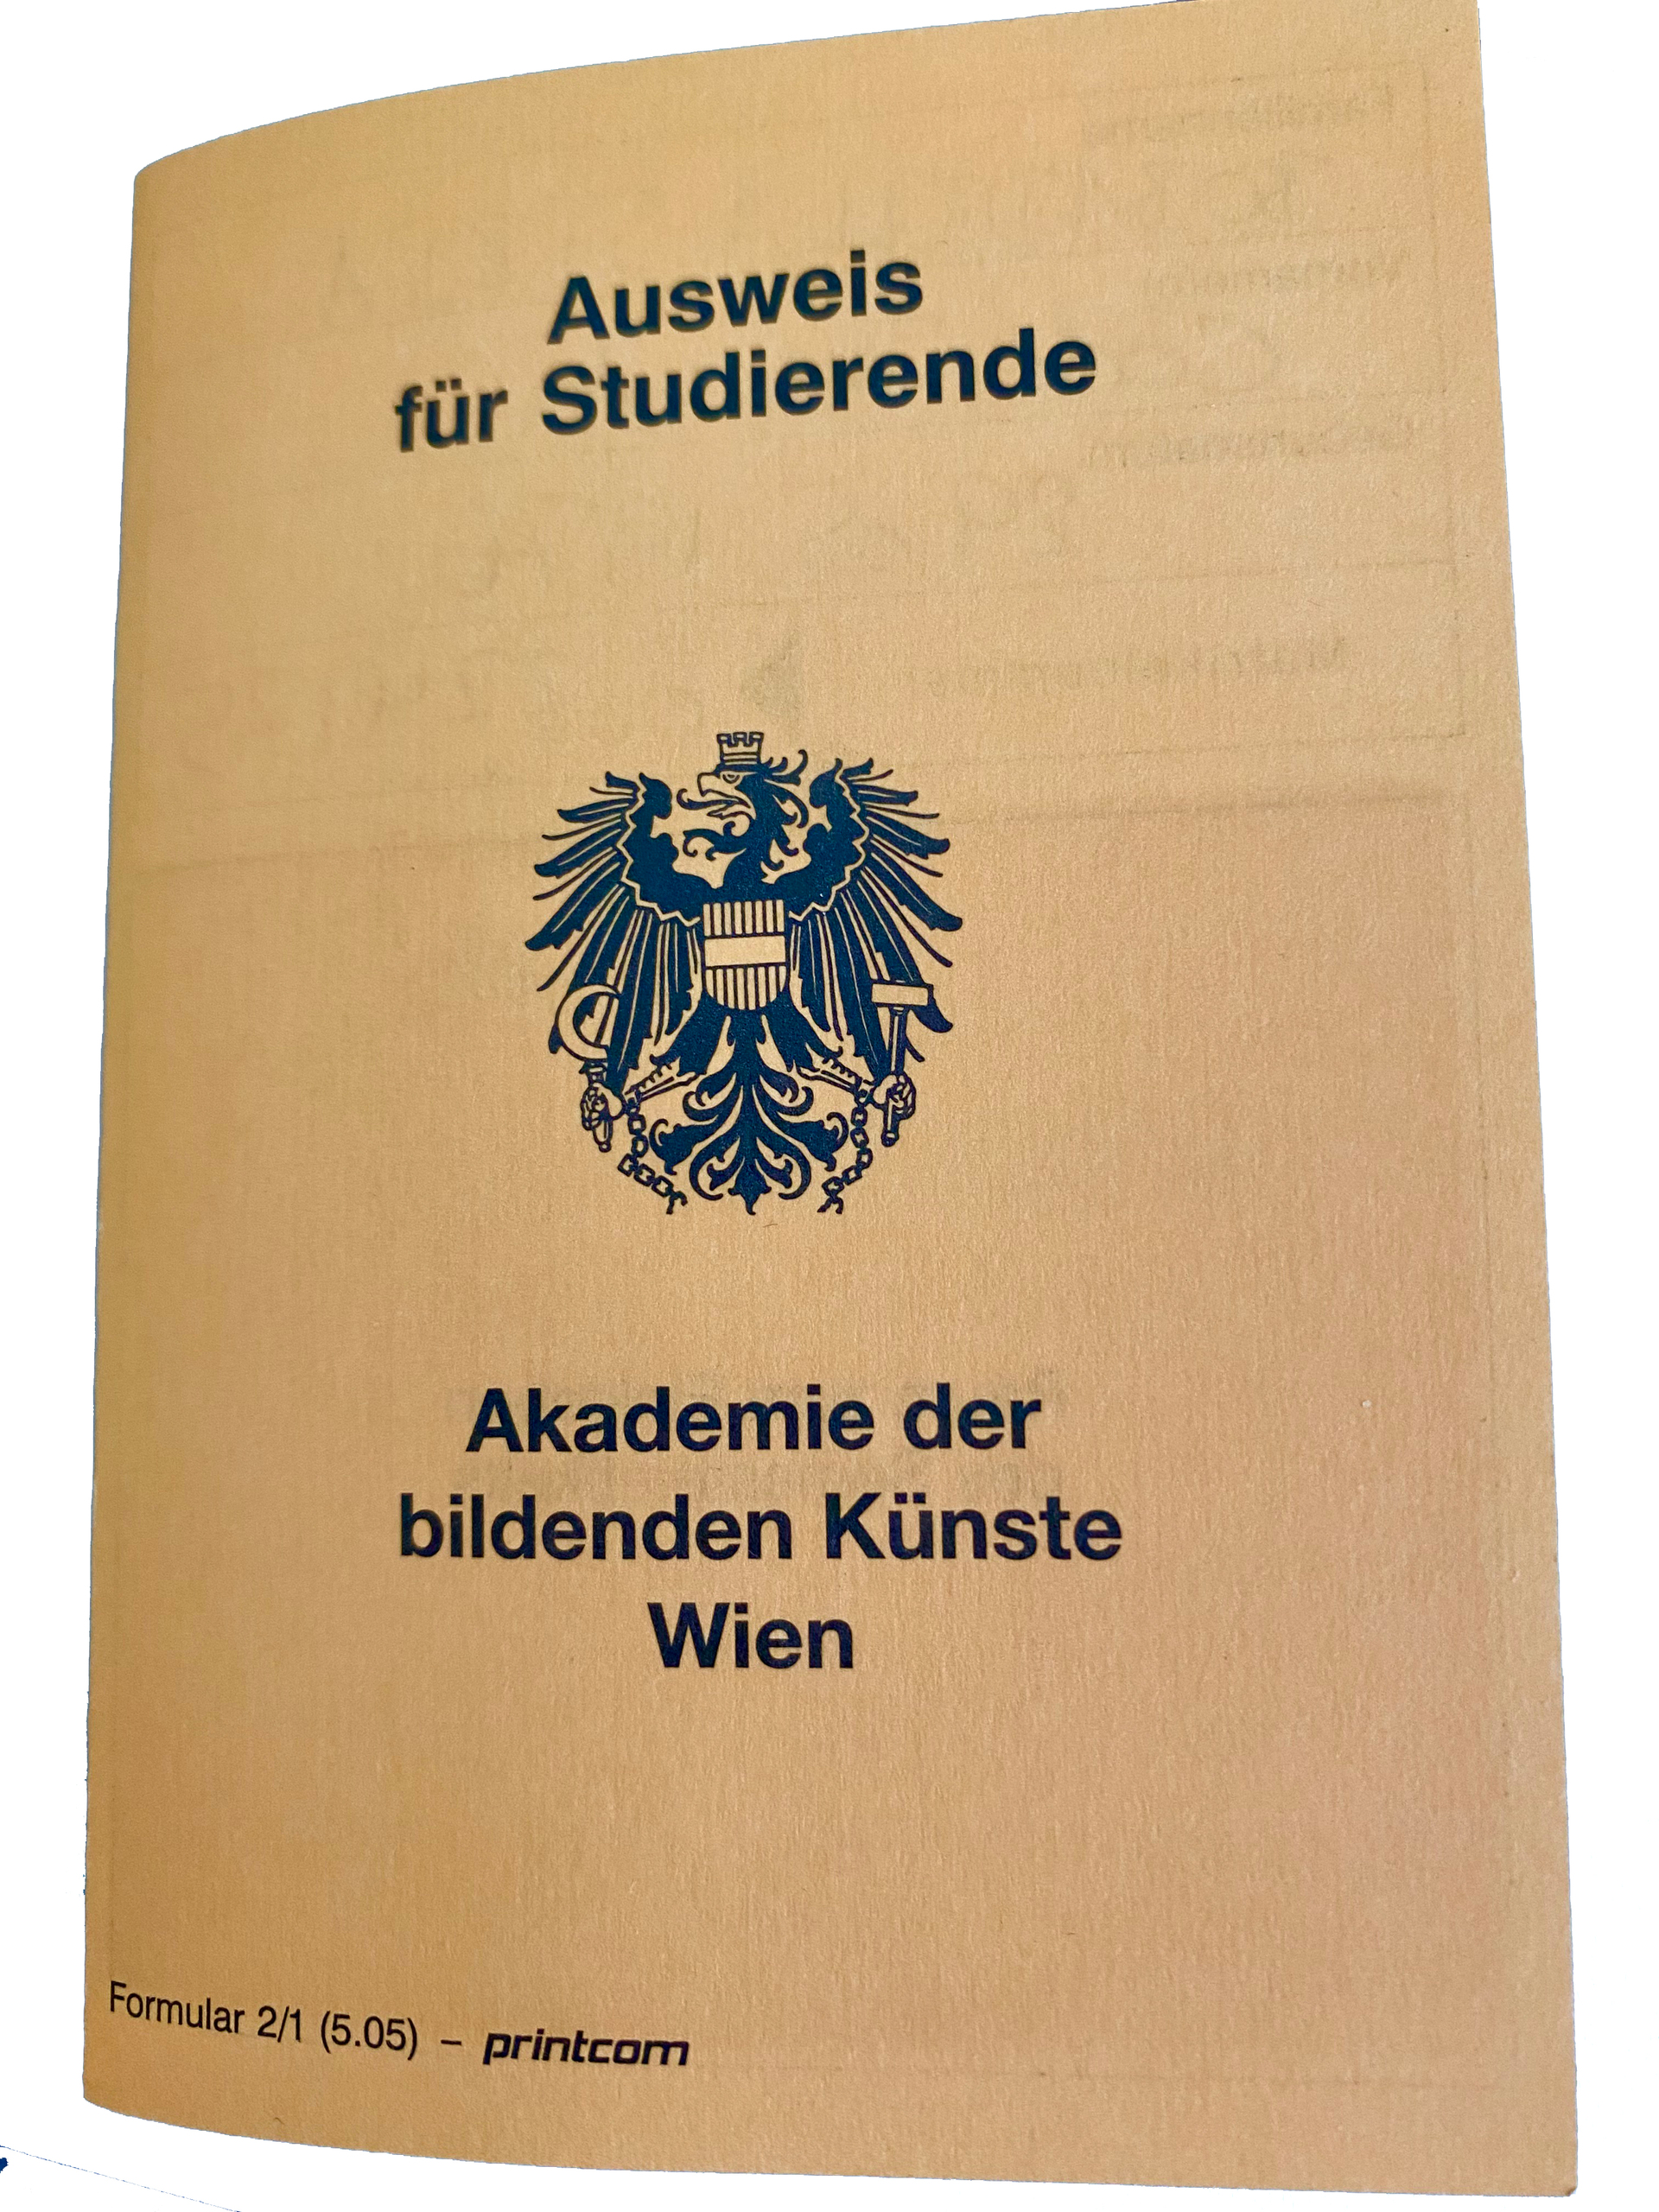 Ausweis
für Studierende
Akademie der
bildenden Künste
Wien
Formular 2/1 (5.05) – printcom